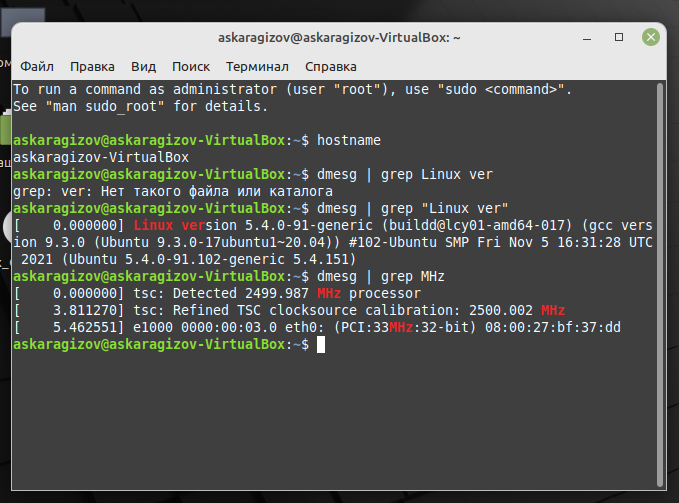 askaragizov@askaragizov-VirtualBox: ~
Файл Правка Вид Поиск Терминал Справка
To run a command as administrator (user "root"), use "sudo <command>".
See "man sudo_root" for details.
askaragizov@askaragizov-VirtualBox:~$ hostname
askaragizov-VirtualBox
askaragizov@askaragizov-VirtualBox:~$ dmesg | grep Linux ver
grep: ver: Нет такого файла или каталога
askaragizov@askaragizov-VirtualBox:~$ dmesg | grep "Linux ver"
[    0.000000] Linux version 5.4.0-91-generic (buildd@lcy01-amd64-017) (gcc vers
ion 9.3.0 (Ubuntu 9.3.0-17ubuntu1~20.04)) #102-Ubuntu SMP Fri Nov 5 16:31:28 UTC
 2021 (Ubuntu 5.4.0-91.102-generic 5.4.151)
askaragizov@askaragizov-VirtualBox:~$ dmesg | grep MHz
[    0.000000] tsc: Detected 2499.987 MHz processor
[    3.811270] tsc: Refined TSC clocksource calibration: 2500.002 MHz
[    5.462551] e1000 0000:00:03.0 eth0: (PCI:33MHz:32-bit) 08:00:27:bf:37:dd
askaragizov@askaragizov-VirtualBox:~$